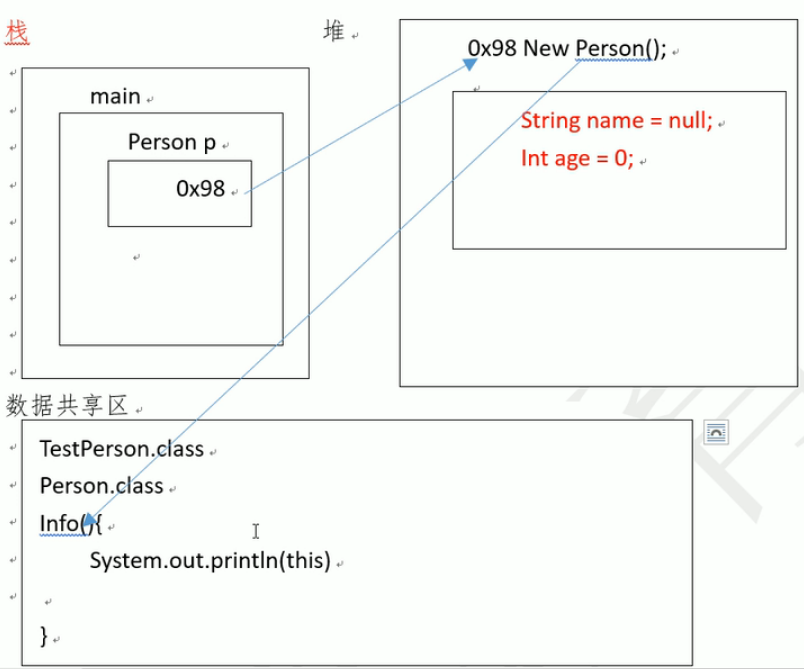 栈
堆
main
Person p
0x98
0x98 New Person();
String name = null;
Int age = 0;
数据共享区
TestPerson.class
Person.class
Info(){
System.out.println(this)
}